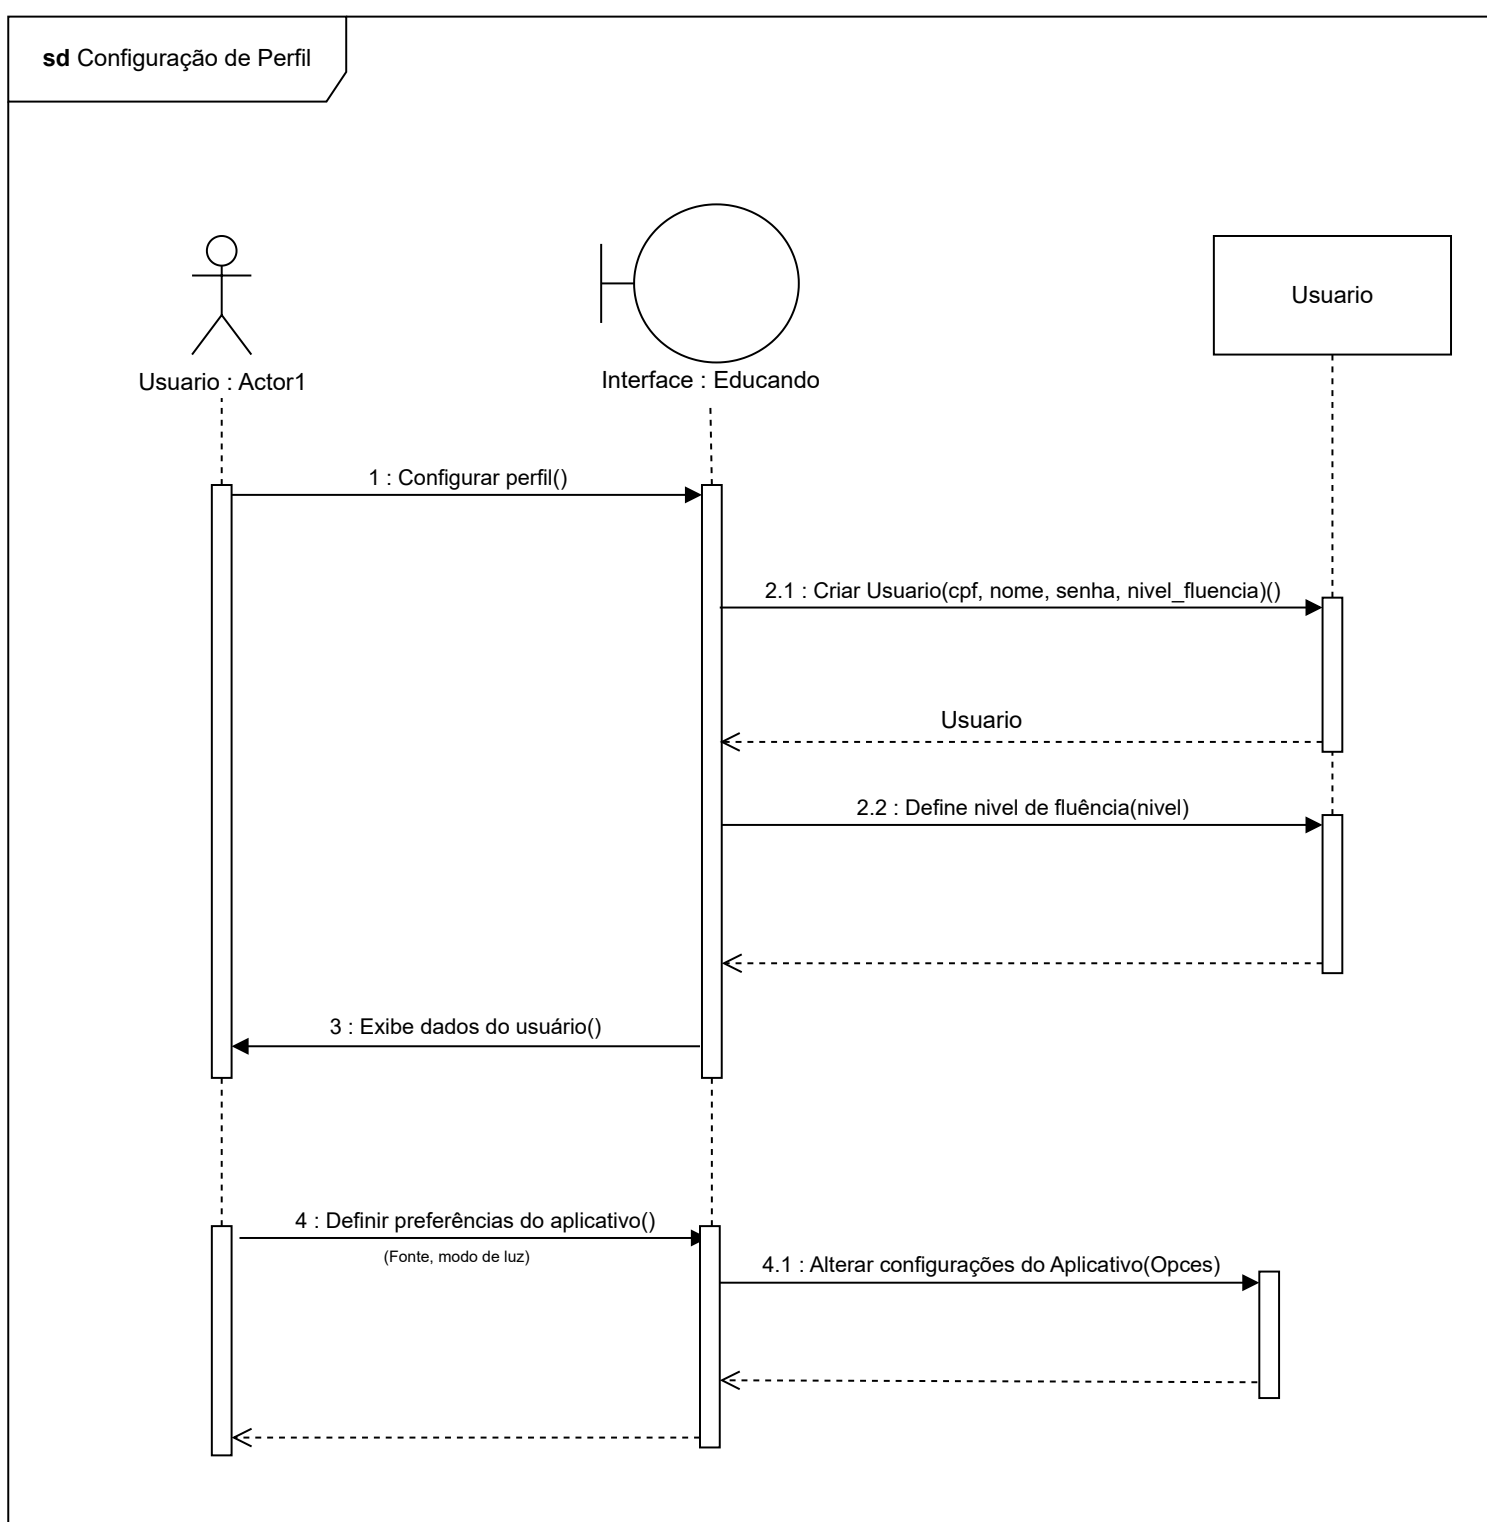 sd Configuração de Perfil
Usuario : Actor1
Interface : Educando
Usuario
1 : Configurar perfil()
2.1 : Criar Usuario(cpf, nome, senha, nivel_fluencia)()
Usuario
2.2 : Define nivel de fluência(nivel)
3 : Exibe dados do usuário()
4 : Definir preferências do aplicativo()
(Fonte, modo de luz)
4.1 : Alterar configurações do Aplicativo(Opces)